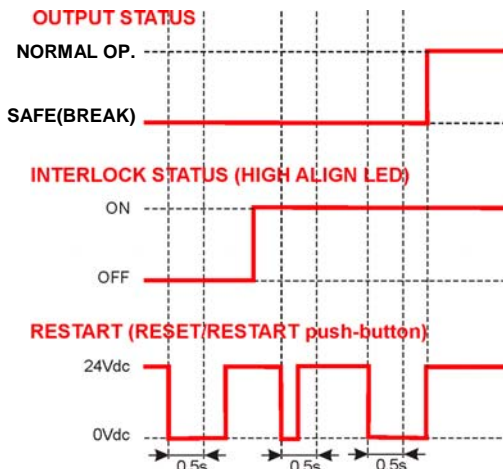 OUTPUT STATUS
NORMAL OP.
SAFE(BREAK)
INTERLOCK STATUS (HIGH ALIGN LED)
ON
OFF
RESTART (RESET/RESTART push-button)
24Vdc
0Vdc
0.5s 0.5s 0.5s